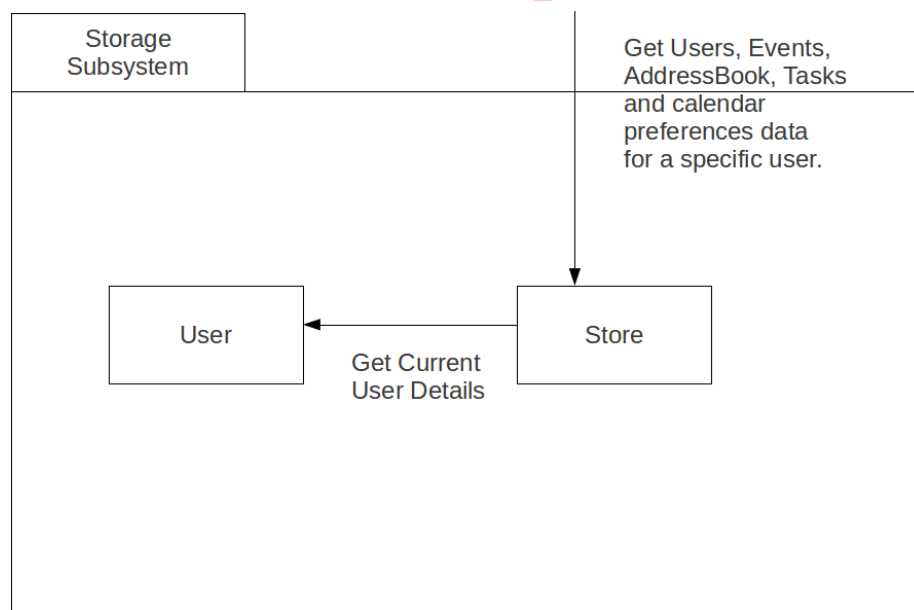 Storage
Subsystem
Get Users, Events,
AddressBook, Tasks
and calendar
preferences data
for a specific user.
User
Store
Get Current
User Details